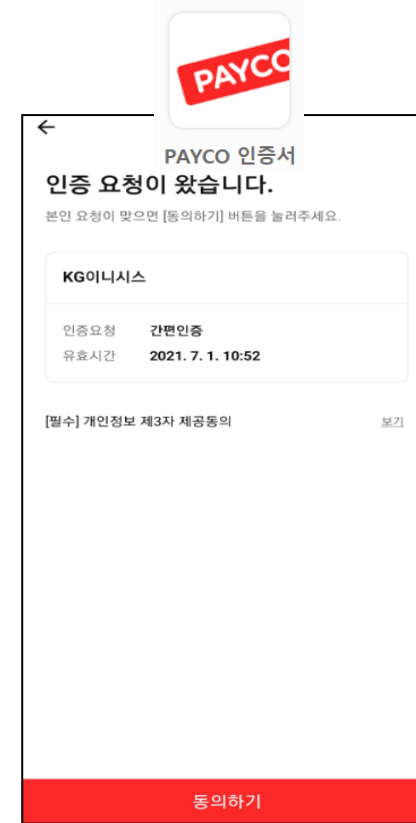 PAYCO
PAYCO 인증서
인증 요청이 왔습니다.
본인 요청이 맞으면 [동의하기] 버튼을 눌러주세요.
KG이니시스
인증요청 간편인증
유효시간 2021. 7. 1. 10:52
[필수] 개인정보 제3자 제공동의 보기
동의하기